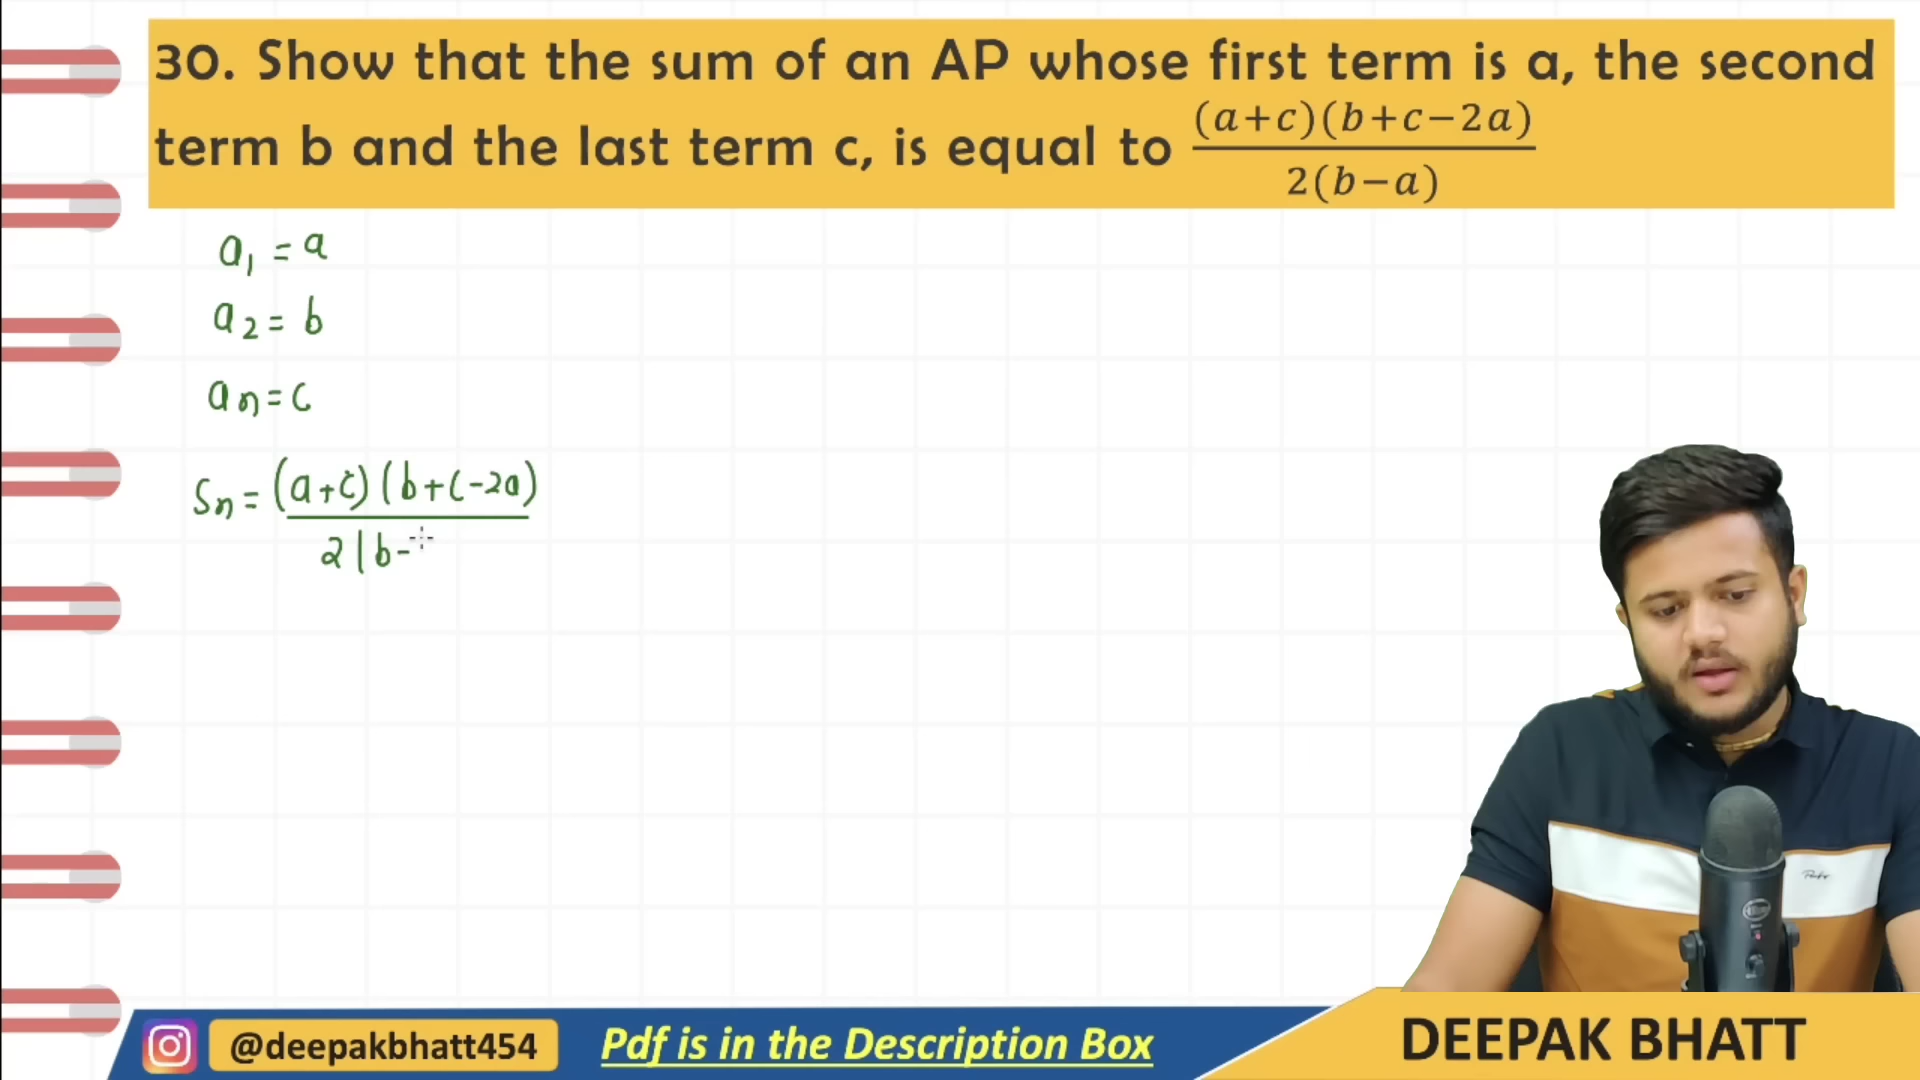 30. Show that the sum of an AP whose first term is a, the second
term b and the last term c, is equal to (a+c)(b+c−2a)/2(b−a)
a₁ = a
a₂ = b
aₙ = c
Sₙ = (a+c)(b+c-2a)
2(b-
@deepakbhatt454
Pdf is in the Description Box
DEEPAK BHATT